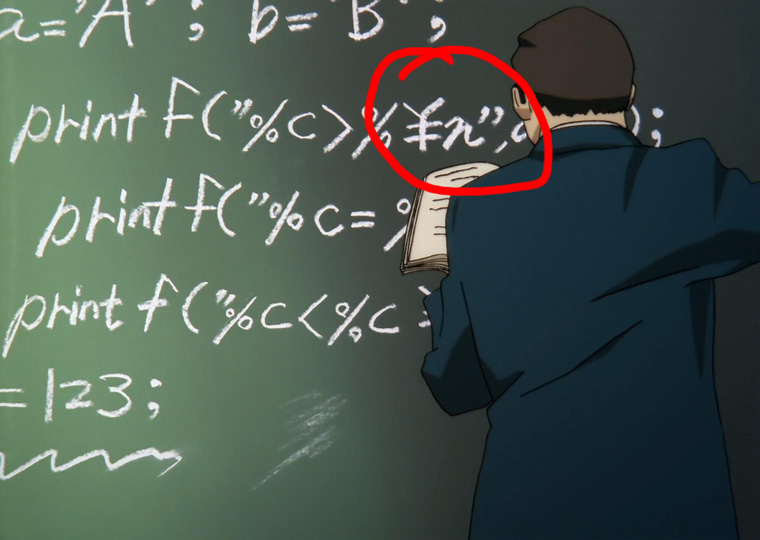 a='A'; b='B';
printf("%c>%¥n",
printf("%c=%
printf("%c<%c
=123;